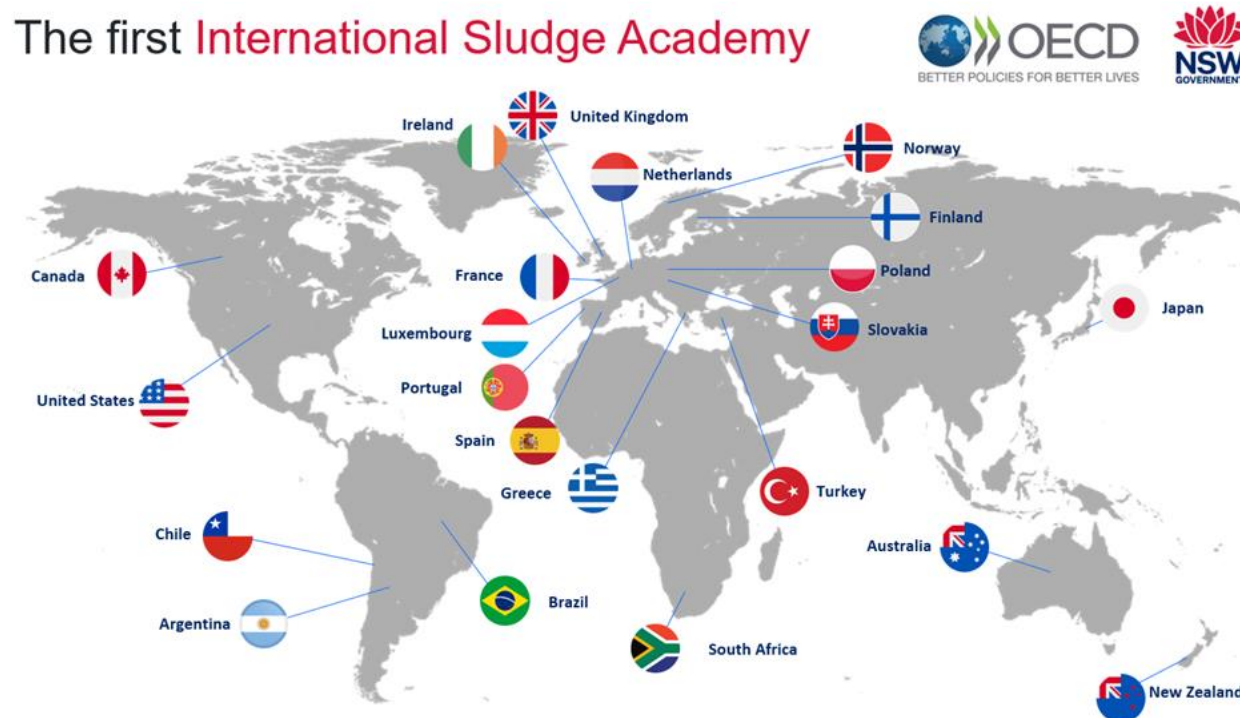 The first International Sludge Academy
OECD
BETTER POLICIES FOR BETTER LIVES
NSW
GOVERNMENT
Ireland
United Kingdom
Netherlands
Norway
Finland
Canada
France
Poland
Japan
Luxembourg
Slovakia
Portugal
United States
Spain
Greece
Turkey
Chile
Australia
Brazil
Argentina
South Africa
New Zealand